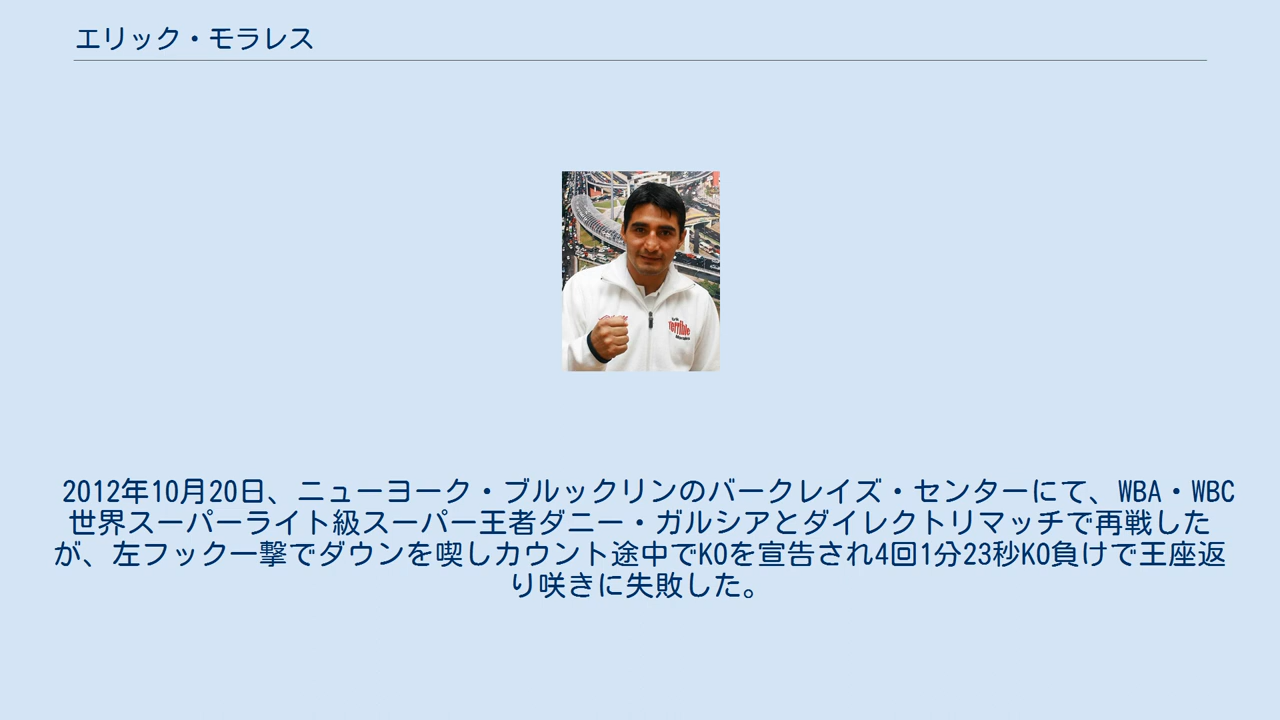 エリック・モラレス
Erik
Terrible
Morales
2012年10月20日、ニューヨーク・ブルックリンのバークレイズ・センターにて、WBA・WBC
世界スーパーライト級スーパー王者ダニー・ガルシアとダイレクトリマッチで再戦した
が、左フック一撃でダウンを喫しカウント途中でKOを宣告され4回1分23秒KO負けで王座返
り咲きに失敗した。